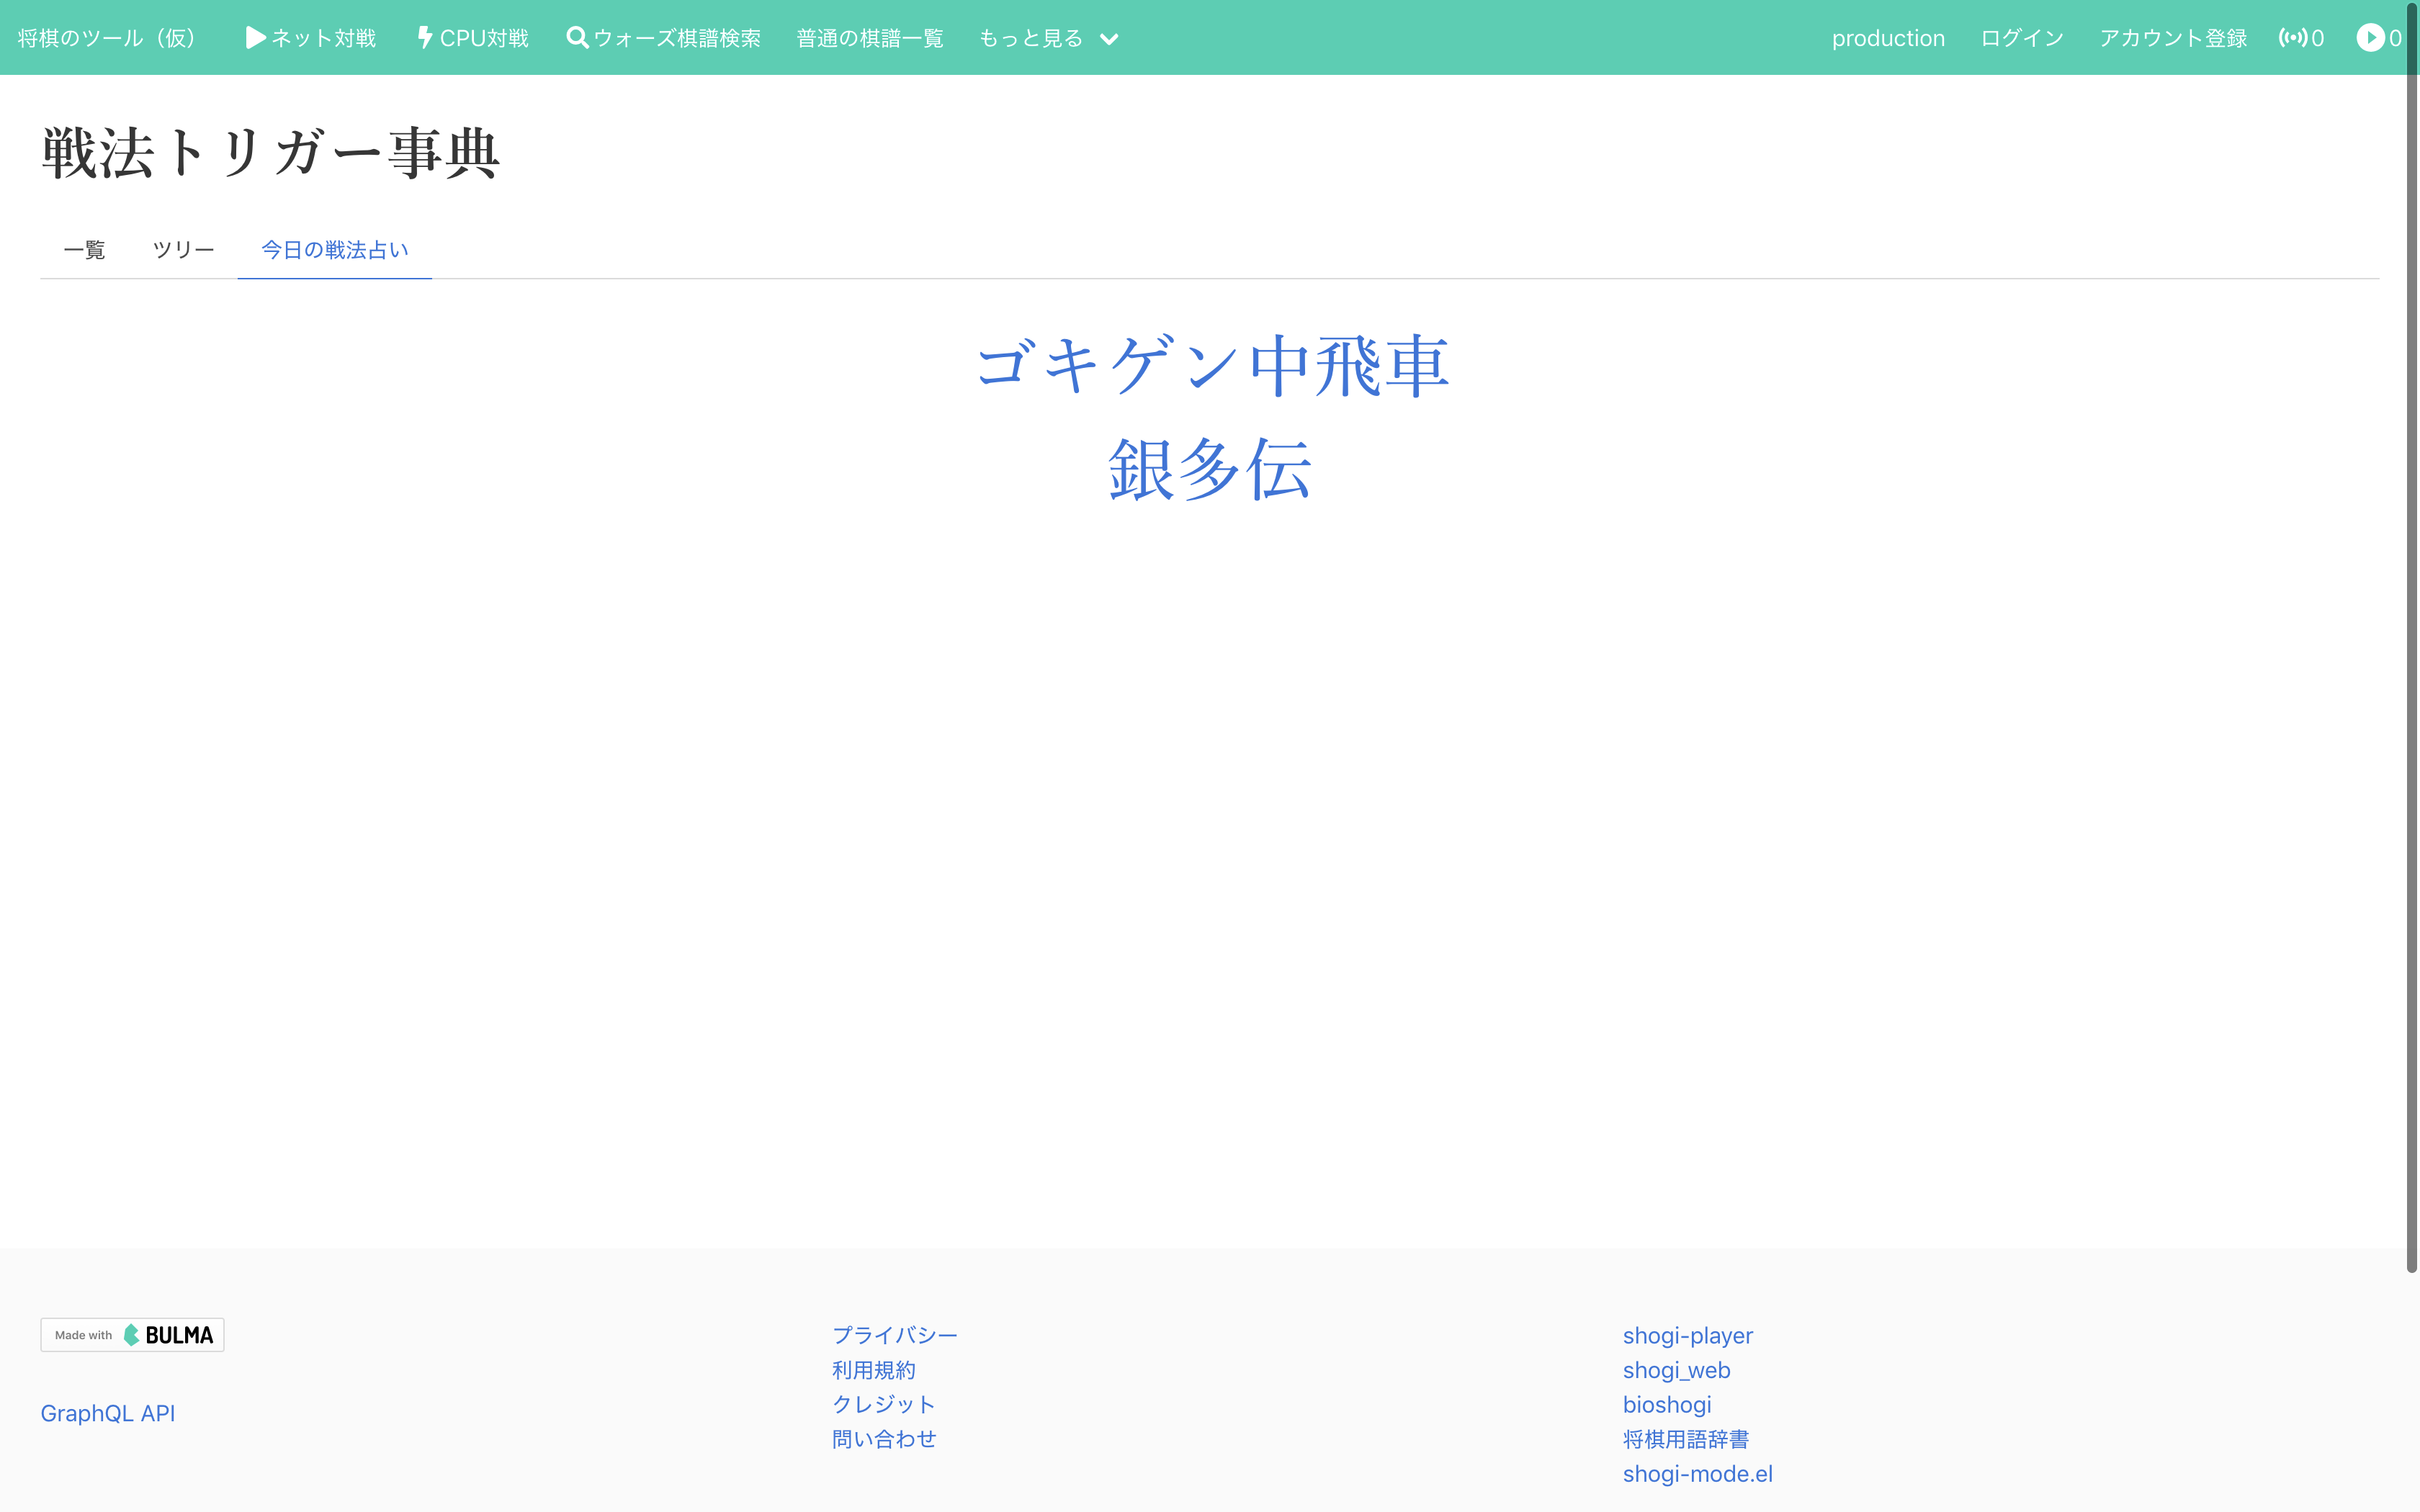 将棋のツール（仮） ネット対戦 CPU対戦 ウォーズ棋譜検索 普通の棋譜一覧 もっと見る production ログイン アカウント登録 0 0
戦法トリガー事典
一覧 ツリー 今日の戦法占い
ゴキゲン中飛車
銀多伝
Made with BULMA
GraphQL API
プライバシー
利用規約
クレジット
問い合わせ
shogi-player
shogi_web
bioshogi
将棋用語辞書
shogi-mode.el